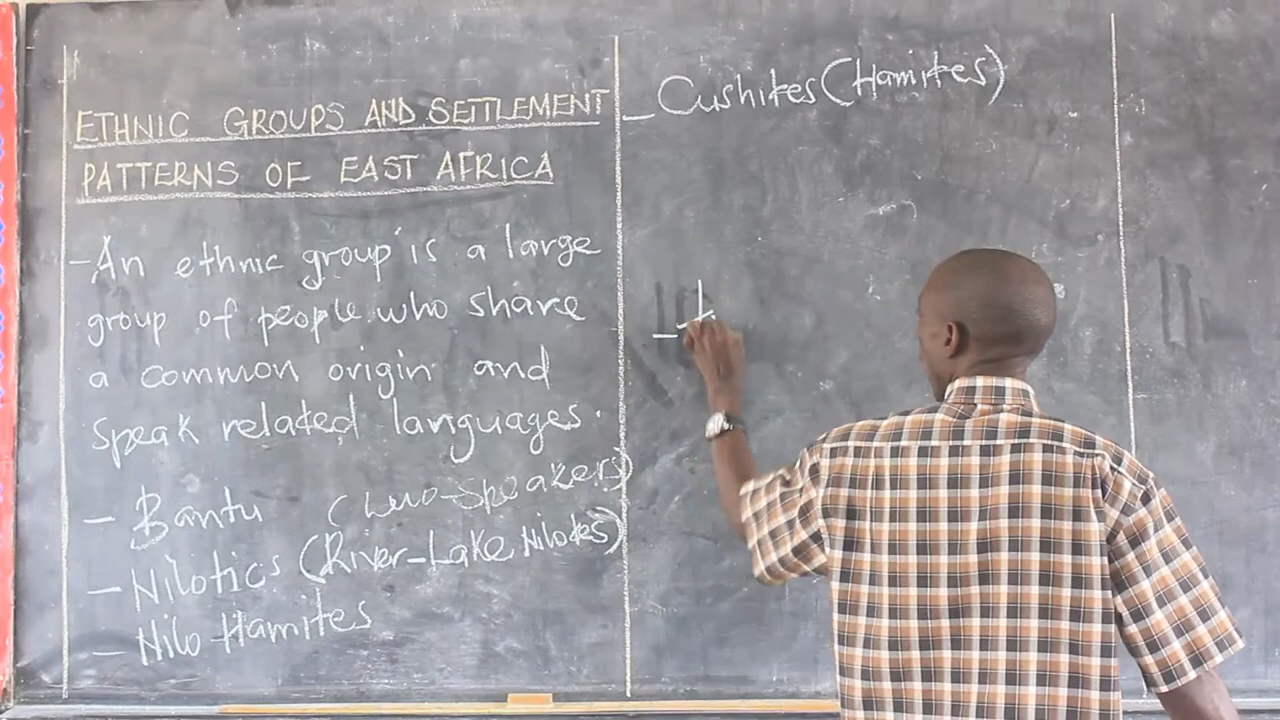 ETHNIC GROUPS AND SETTLEMENT
PATTERNS OF EAST AFRICA
- An ethnic group is a large
group of people who share
a common origin and
speak related languages.
- Bantu (Luo-Speakers)
- Nilotics (River-Lake Nilotes)
- Nilo Hamites
- Cushites (Hamites)
-